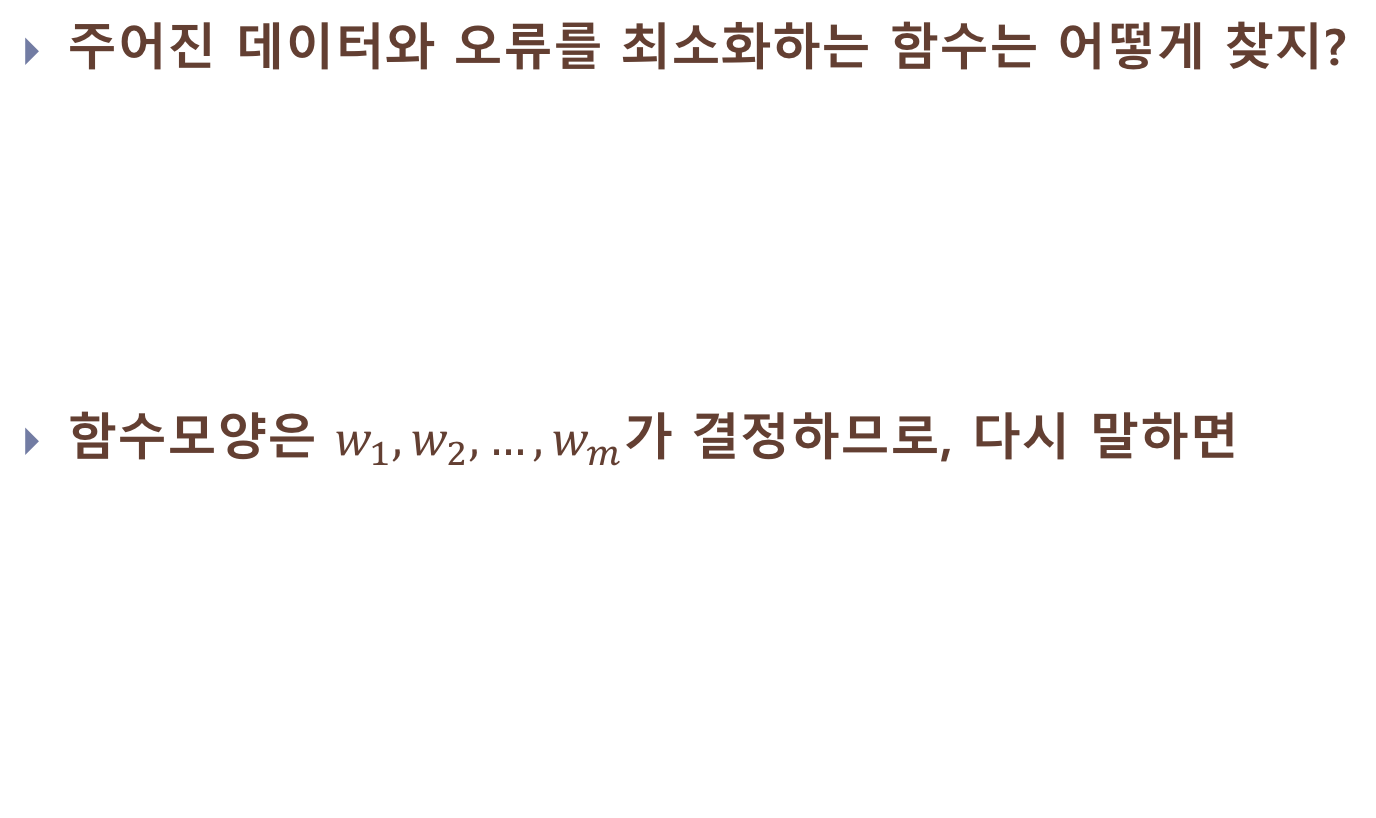 주어진 데이터와 오류를 최소화하는 함수는 어떻게 찾지?
함수모양은 w₁, w₂, … , wₘ가 결정하므로, 다시 말하면